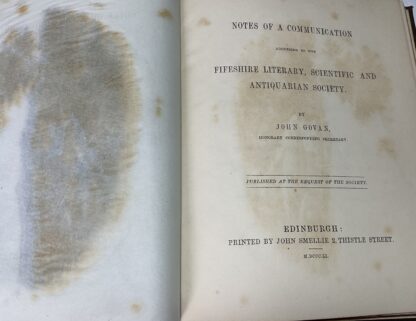 NOTES OF A COMMUNICATION
ADDRESSED TO THE
FIFESHIRE LITERARY, SCIENTIFIC AND
ANTIQUARIAN SOCIETY.
BY
JOHN GOVAN,
HONORARY CORRESPONDING SECRETARY.
PUBLISHED AT THE REQUEST OF THE SOCIETY.
EDINBURGH:
PRINTED BY JOHN SMELLIE 2, THISTLE STREET.